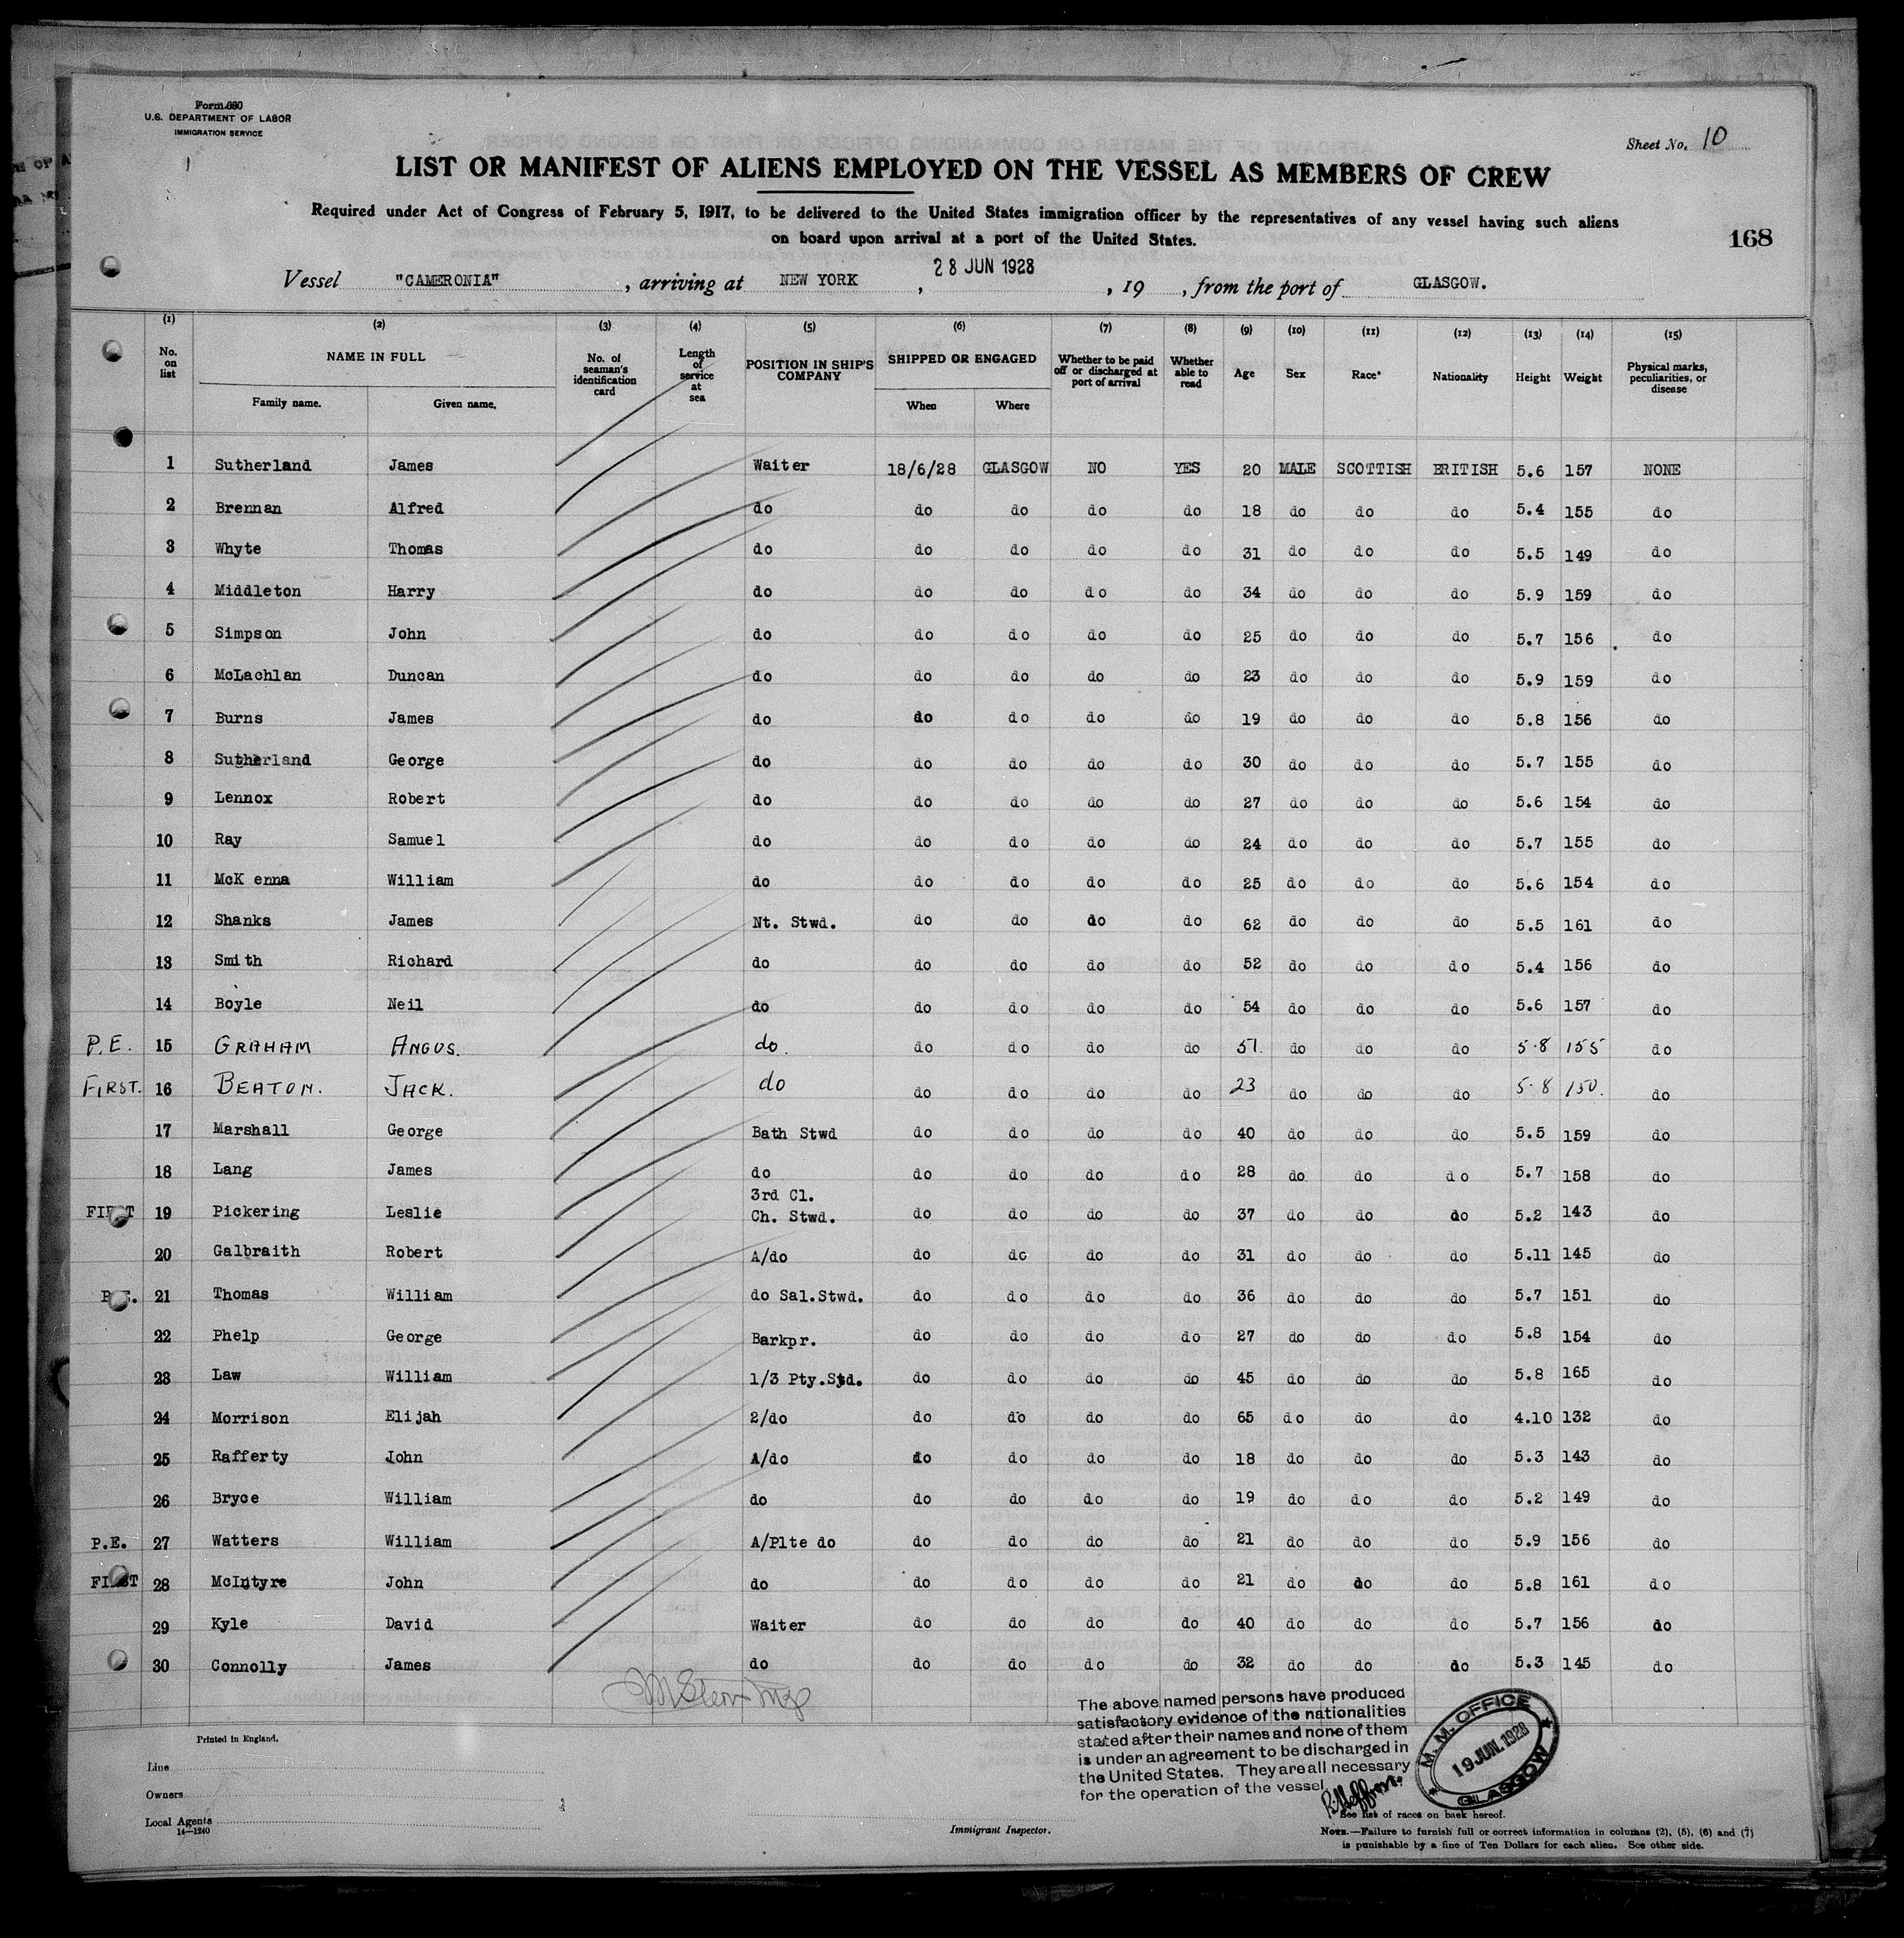 Form 680
U.S. DEPARTMENT OF LABOR
IMMIGRATION SERVICE
Sheet No. 10
LIST OR MANIFEST OF ALIENS EMPLOYED ON THE VESSEL AS MEMBERS OF CREW
Required under Act of Congress of February 5, 1917, to be delivered to the United States immigration officer by the representatives of any vessel having such aliens
on board upon arrival at a port of the United States.
168
Vessel "CAMERONIA", arriving at NEW YORK, 28 JUN 1928, 19 , from the port of GLASGOW.
(1) (2) (3) (4) (5) (6) (7) (8) (9) (10) (11) (12) (13) (14) (15)
No. on list NAME IN FULL Family name. Given name. No. of seaman's identification card Length of service at sea POSITION IN SHIP'S COMPANY SHIPPED OR ENGAGED When Where Whether to be paid off or discharged at port of arrival Whether able to read Age Sex Race* Nationality Height Weight Physical marks, peculiarities, or disease
1 Sutherland James Waiter 18/6/28 GLASGOW NO YES 20 MALE SCOTTISH BRITISH 5.6 157 NONE
2 Brennan Alfred do do do do do 18 do do do 5.4 155 do
3 Whyte Thomas do do do do do 31 do do do 5.5 149 do
4 Middleton Harry do do do do do 34 do do do 5.9 159 do
5 Simpson John do do do do do 25 do do do 5.7 156 do
6 McLachlan Duncan do do do do do 23 do do do 5.9 159 do
7 Burns James do do do do do 19 do do do 5.8 156 do
8 Sutherland George do do do do do 30 do do do 5.7 155 do
9 Lennox Robert do do do do do 27 do do do 5.6 154 do
10 Ray Samuel do do do do do 24 do do do 5.7 155 do
11 McKenna William do do do do do 25 do do do 5.6 154 do
12 Shanks James Nt. Stwd. do do do do 62 do do do 5.5 161 do
13 Smith Richard do do do do do 52 do do do 5.4 156 do
14 Boyle Neil do do do do do 54 do do do 5.6 157 do
P.E. 15 GRAHAM ANGUS. do. do do do do 51. do do do 5.8 155 do
FIRST. 16 BEATON. JACK. do do do do do 23 do do do 5.8 150. do
17 Marshall George Bath Stwd do do do do 40 do do do 5.5 159 do
18 Lang James do do do do do 28 do do do 5.7 158 do
3rd Cl.
FIRST 19 Pickering Leslie Ch. Stwd. do do do do 37 do do do 5.2 143 do
20 Galbraith Robert A/do do do do do 31 do do do 5.11 145 do
P.E. 21 Thomas William do Sal.Stwd. do do do do 36 do do do 5.7 151 do
22 Phelp George Barkpr. do do do do 27 do do do 5.8 154 do
23 Law William 1/3 Pty.Std. do do do do 45 do do do 5.8 165 do
24 Morrison Elijah 2/do do do do do 65 do do do 4.10 132 do
25 Rafferty John A/do do do do do 18 do do do 5.3 143 do
26 Bryce William do do do do do 19 do do do 5.2 149 do
P.E. 27 Watters William A/Plte do do do do do 21 do do do 5.9 156 do
FIRST 28 McIntyre John do do do do do 21 do do do 5.8 161 do
29 Kyle David Waiter do do do do 40 do do do 5.7 156 do
30 Connolly James do do do do do 32 do do do 5.3 145 do
The above named persons have produced
satisfactory evidence of the nationalities
stated after their names and none of them
is under an agreement to be discharged in
the United States. They are all necessary
for the operation of the vessel
M.M. OFFICE
19 JUN. 1928
GLASGOW
Printed in England.
Line
Owners
Local Agents
14—1240
Immigrant Inspector.
See list of races on back hereof.
NOTE.—Failure to furnish full or correct information in columns (2), (5), (6) and (7)
is punishable by a fine of Ten Dollars for each alien. See other side.